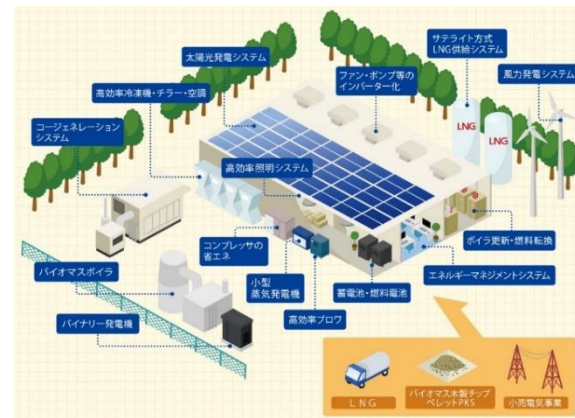 サテライト方式
LNG供給システム
太陽光発電システム
風力発電システム
ファン・ポンプ等の
インバーター化
高効率冷凍機・チラー・空調
コージェネレーション
システム
LNG
LNG
高効率照明システム
ボイラ更新・燃料転換
コンプレッサの
省エネ
エネルギーマネジメントシステム
バイオマスボイラ
小型
蒸気発電機
蓄電池・燃料電池
高効率ブロワ
バイナリー発電機
LNG
バイオマス木製チップ
ペレットPKS
小売電気事業